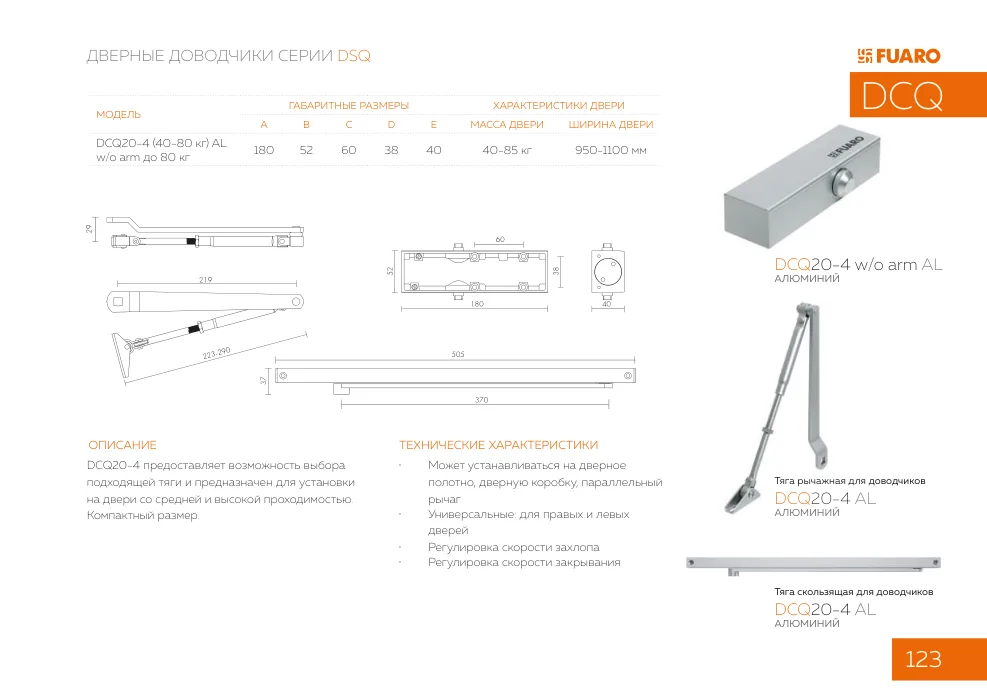 ДВЕРНЫЕ ДОВОДЧИКИ СЕРИИ DSQ
FUARO
DCQ
МОДЕЛЬ
ГАБАРИТНЫЕ РАЗМЕРЫ
ХАРАКТЕРИСТИКИ ДВЕРИ
A B C D E МАССА ДВЕРИ ШИРИНА ДВЕРИ
DCQ20-4 (40-80 кг) AL
w/o arm до 80 кг
180 52 60 38 40 40-85 кг 950-1100 мм
FUARO
DCQ20-4 w/o arm AL
АЛЮМИНИЙ
29
219
223-290
60
52
38
180
40
505
37
370
Тяга рычажная для доводчиков
DCQ20-4 AL
АЛЮМИНИЙ
Тяга скользящая для доводчиков
DCQ20-4 AL
АЛЮМИНИЙ
ОПИСАНИЕ
DCQ20-4 предоставляет возможность выбора
подходящей тяги и предназначен для установки
на двери со средней и высокой проходимостью.
Компактный размер.
ТЕХНИЧЕСКИЕ ХАРАКТЕРИСТИКИ
· Может устанавливаться на дверное
полотно, дверную коробку, параллельный
рычаг
· Универсальные: для правых и левых
дверей
· Регулировка скорости захлопа
· Регулировка скорости закрывания
123